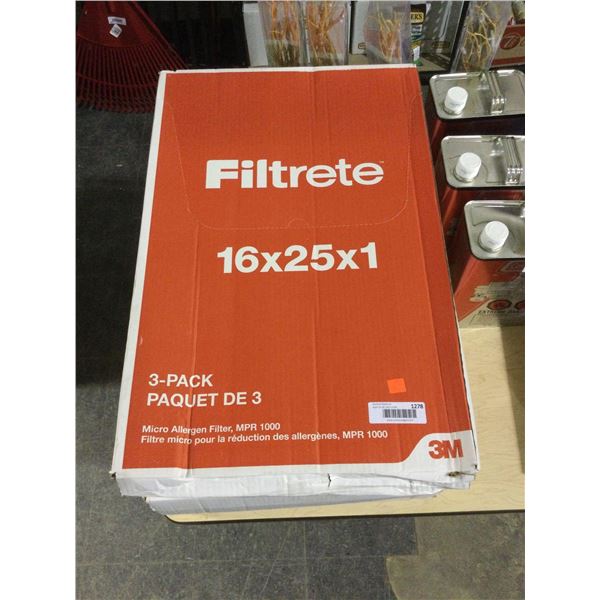 Filtrete™
16x25x1
3-PACK
PAQUET DE 3
1278
Micro Allergen Filter, MPR 1000
Filtre micro pour la réduction des allergènes, MPR 1000
3M